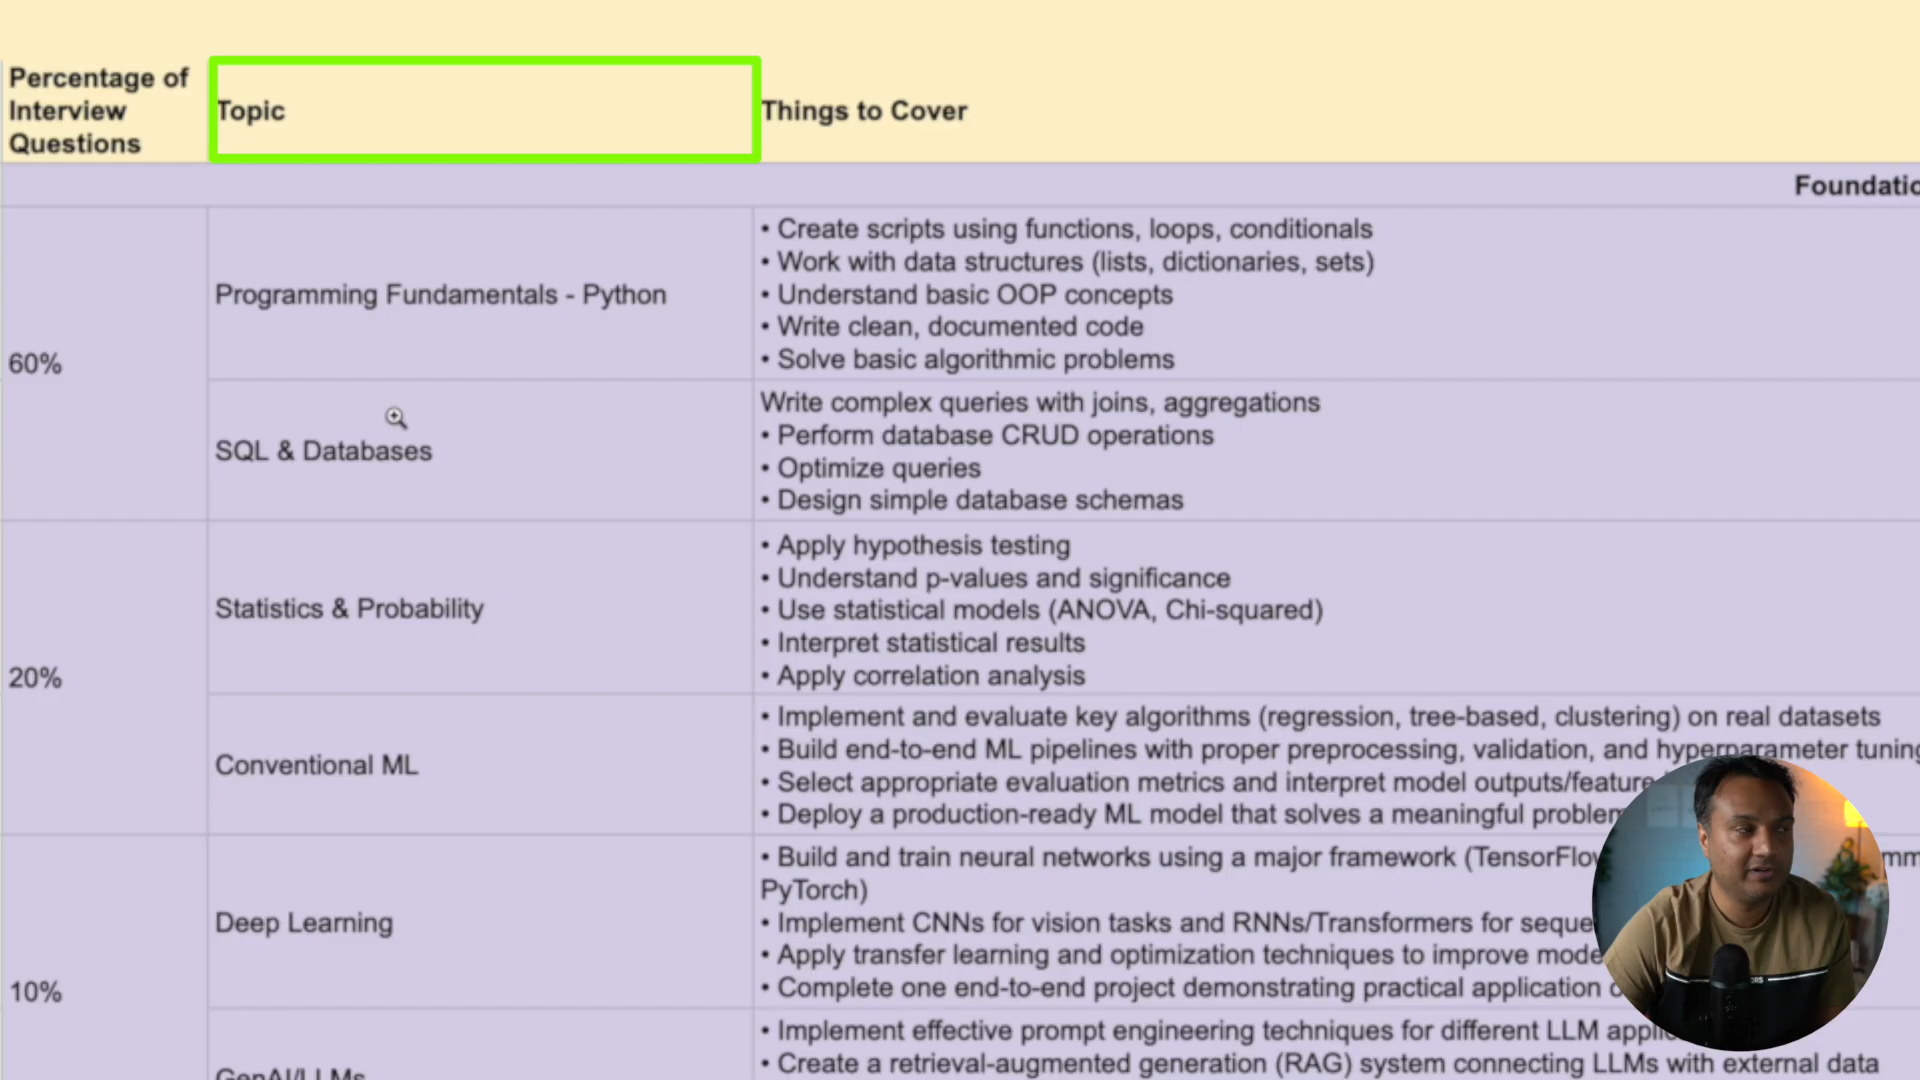 Percentage of
Interview
Questions
Topic
Things to Cover
60%
Programming Fundamentals - Python
• Create scripts using functions, loops, conditionals
• Work with data structures (lists, dictionaries, sets)
• Understand basic OOP concepts
• Write clean, documented code
• Solve basic algorithmic problems
SQL & Databases
Write complex queries with joins, aggregations
• Perform database CRUD operations
• Optimize queries
• Design simple database schemas
20%
Statistics & Probability
• Apply hypothesis testing
• Understand p-values and significance
• Use statistical models (ANOVA, Chi-squared)
• Interpret statistical results
• Apply correlation analysis
Conventional ML
• Implement and evaluate key algorithms (regression, tree-based, clustering) on real datasets
• Build end-to-end ML pipelines with proper preprocessing, validation, and hyperparameter tuning
• Select appropriate evaluation metrics and interpret model outputs/feature
• Deploy a production-ready ML model that solves a meaningful problem
10%
Deep Learning
• Build and train neural networks using a major framework
PyTorch)
• Implement CNNs for vision tasks and RNNs/Transformers for
• Apply transfer learning and optimization techniques to improve
• Complete one end-to-end project demonstrating practical application
GenAI/LLMs
• Implement effective prompt engineering techniques for different LLM
• Create a retrieval-augmented generation (RAG) system connecting LLMs with external data